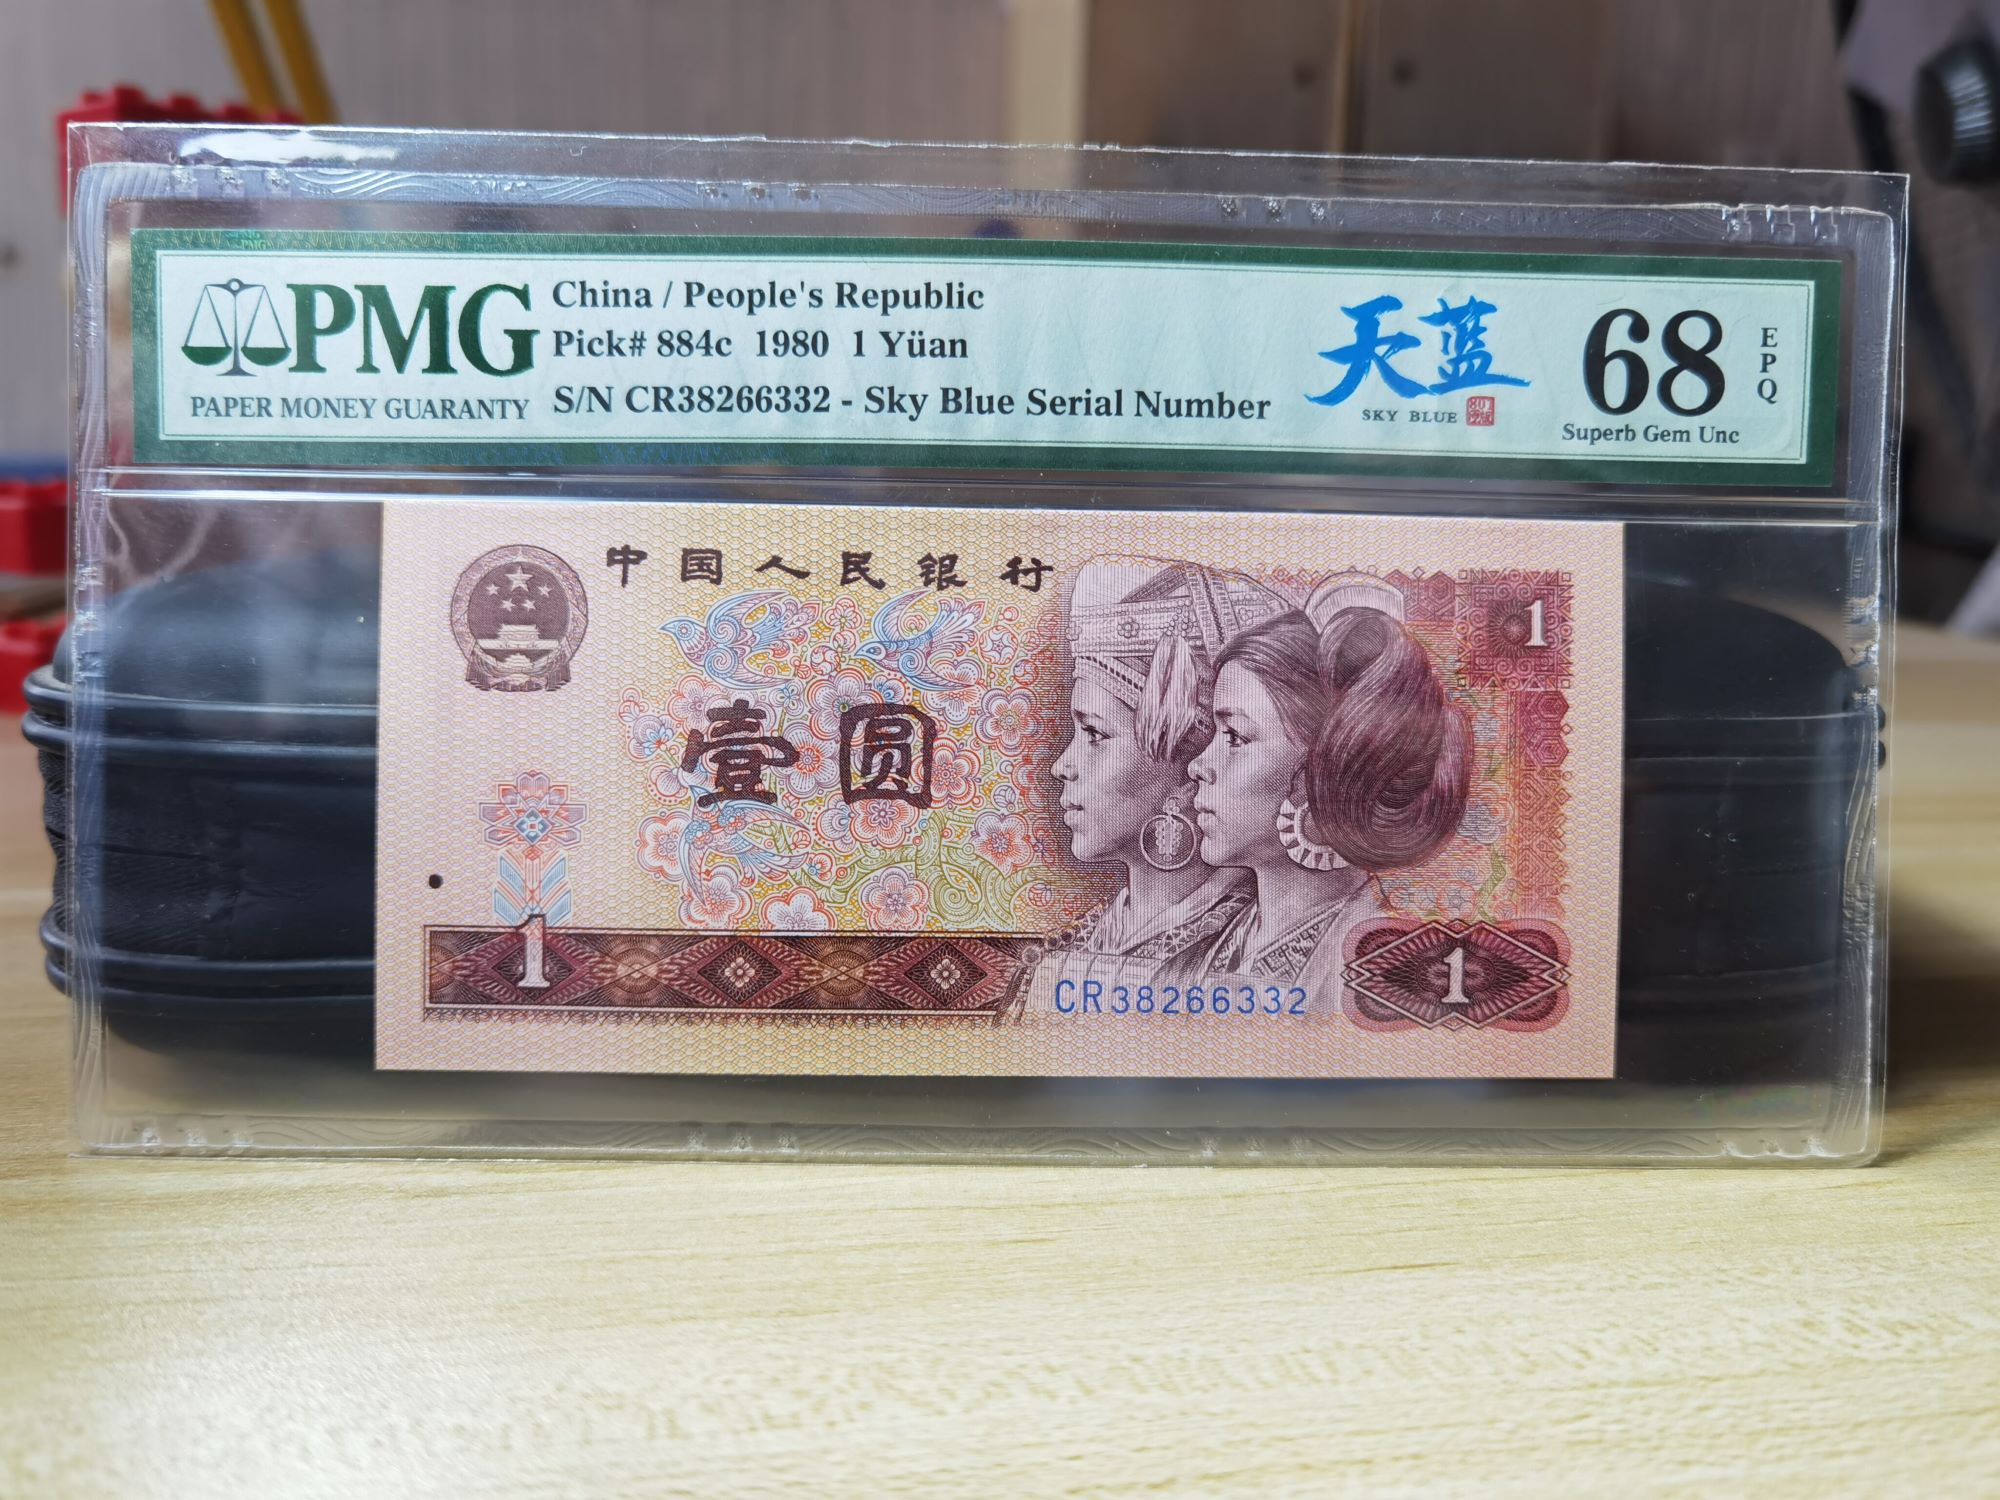 PMG
PAPER MONEY GUARANTY
China / People's Republic
Pick# 884c 1980 1 Yüan
S/N CR38266332 - Sky Blue Serial Number
天蓝
SKY BLUE
68
EPQ
Superb Gem Unc
中国人民银行
1
壹圆
1
CR38266332
1